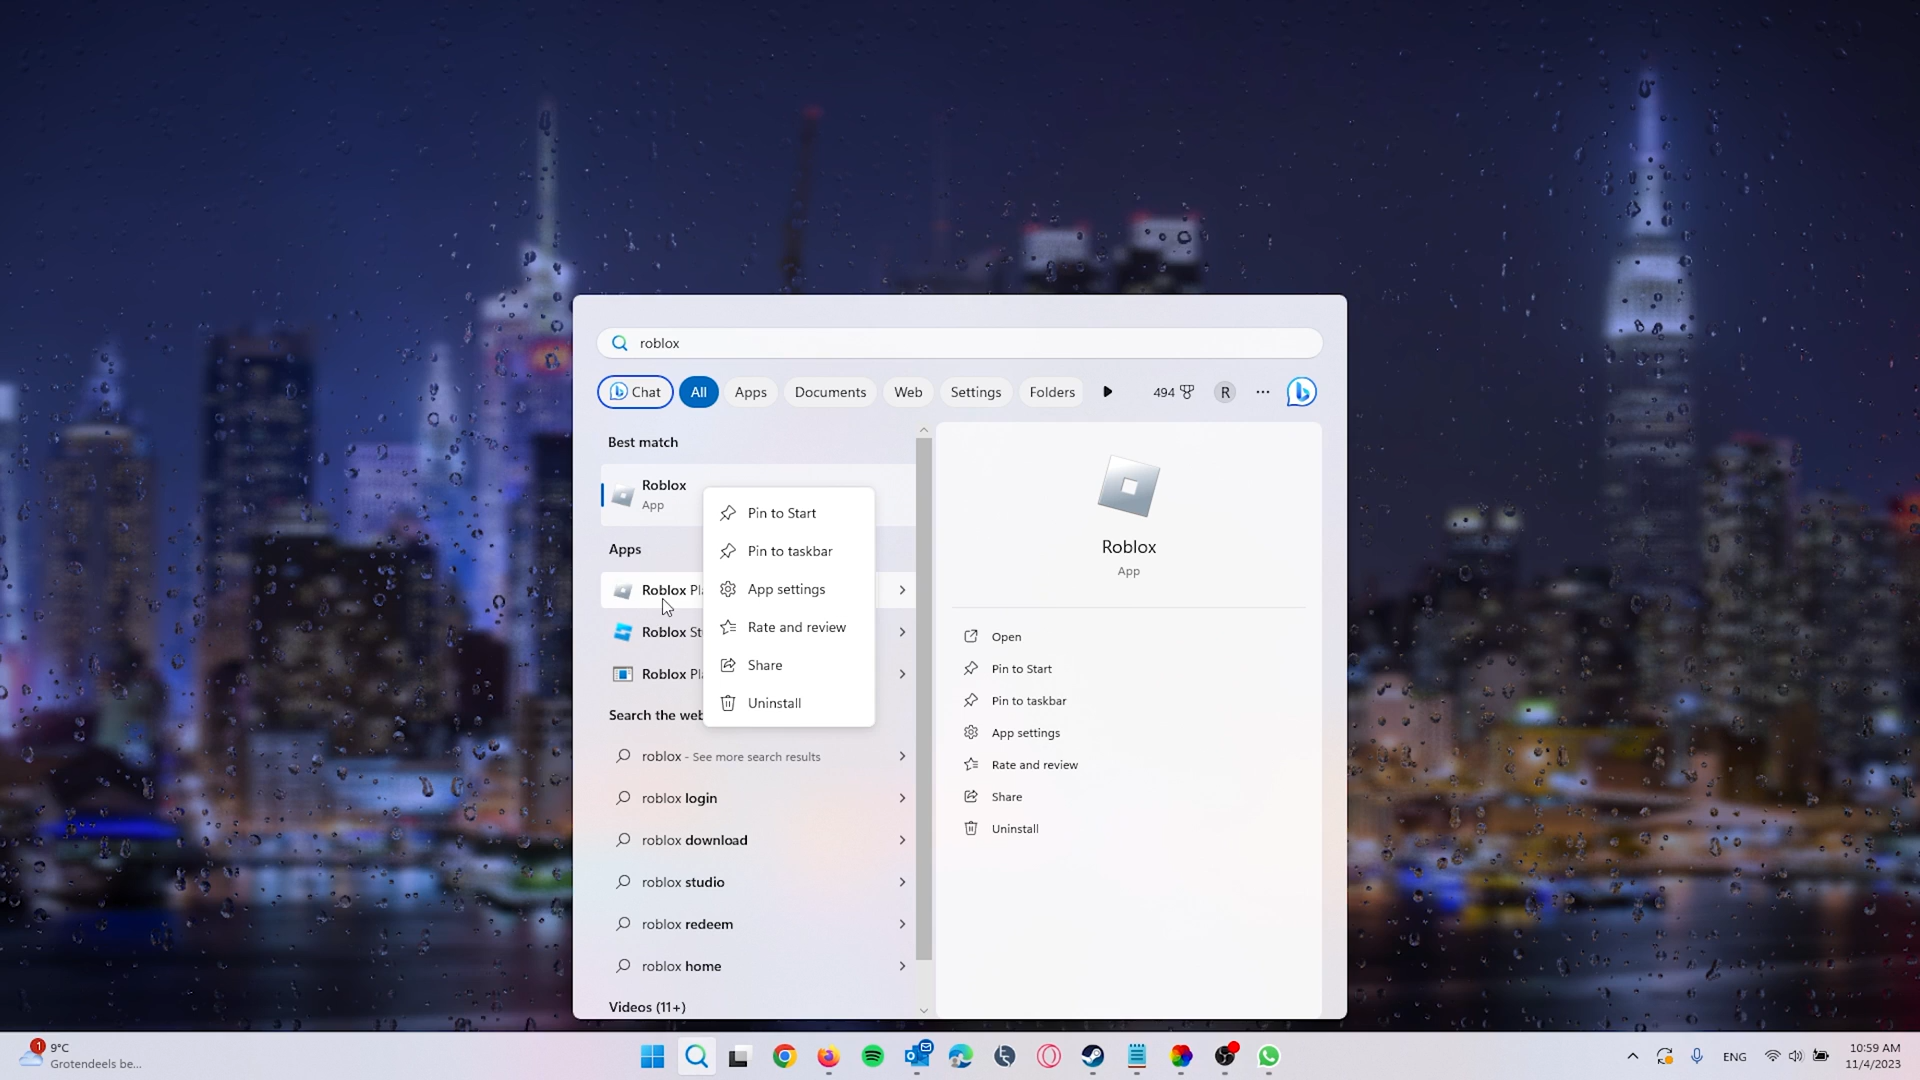 roblox
Chat
All
Apps
Documents
Web
Settings
Folders
494
R
Best match
Roblox
App
Apps
Roblox Pl
Roblox St
Roblox Pl
Search the web
roblox - See more search results
roblox login
roblox download
roblox studio
roblox redeem
roblox home
Videos (11+)
Pin to Start
Pin to taskbar
App settings
Rate and review
Share
Uninstall
Roblox
App
Open
Pin to Start
Pin to taskbar
App settings
Rate and review
Share
Uninstall
1
9°C
Grotendeels be...
ENG
10:59 AM
11/4/2023